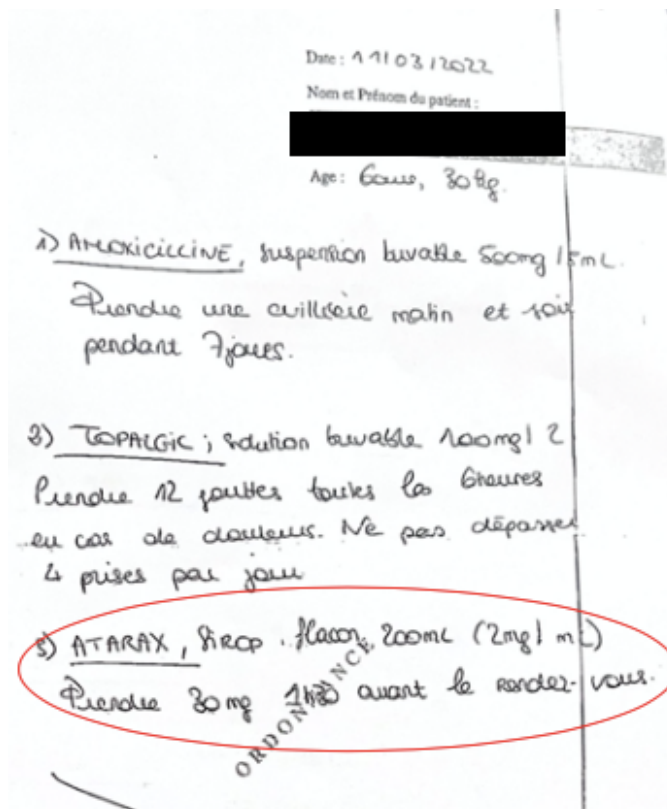 Date : 11/03/2022
Nom et Prénom du patient :
Age : 6ans, 30kg.
1) AMOXICILLINE, suspension buvable 500mg/5mL.
Prendre une cuillière matin et soir
pendant 7jours.
3) TOPALGIC ; solution buvable 100mg/
Prendre 12 gouttes toutes les 6heures
en cas de douleurs. Ne pas dépasser
4 prises par jour
5) ATARAX, SIROP. flacon, 200mL (2mg/mL)
Prendre 30mg 1h30 avant le rendez-vous.
ORDONNANCE